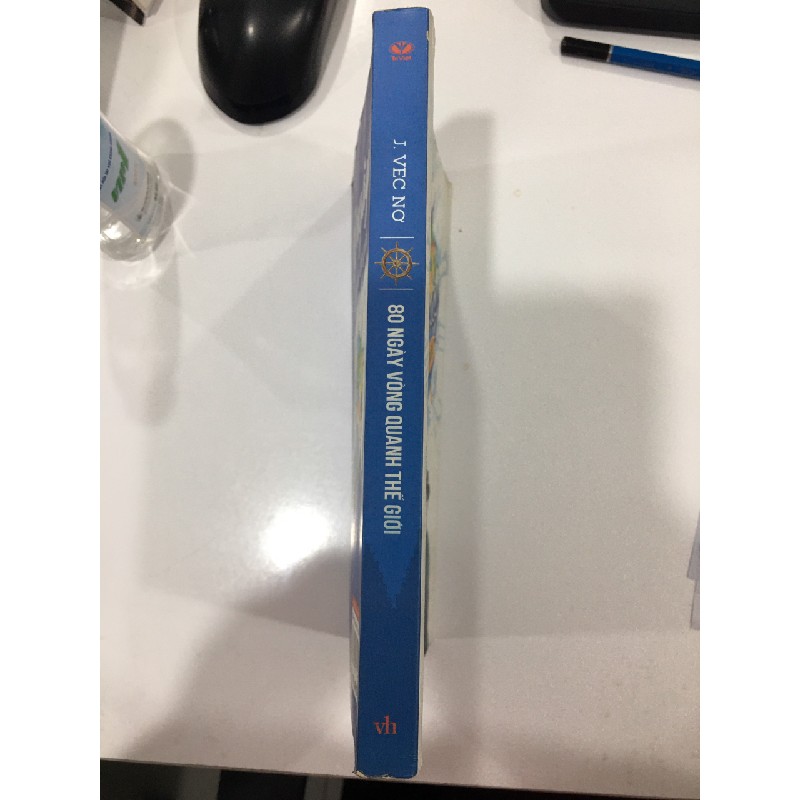 J. VEC NƠ
80 NGÀY VÒNG QUANH THẾ GIỚI
vh